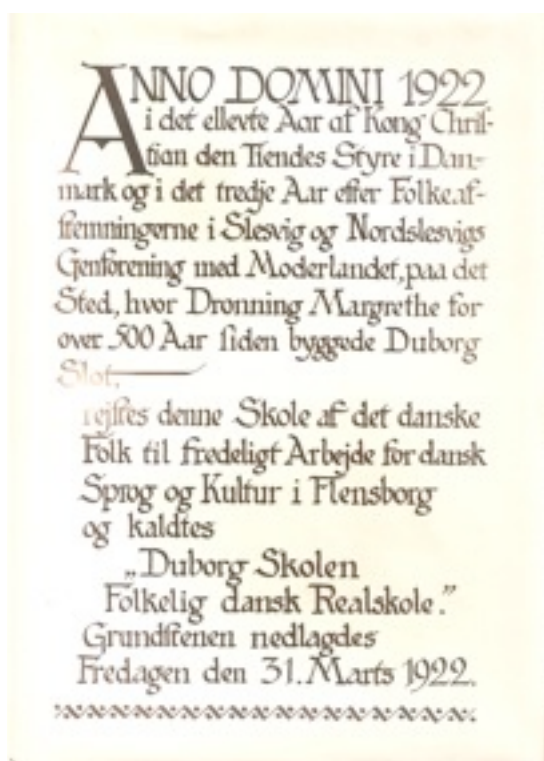 ANNO DOMINI 1922
i det ellevte Aar af Kong Chriſ-
tian den Tiendes Styre i Dan-
mark og i det tredje Aar efter Folkeaf-
ſtemningerne i Slesvig og Nordslesvigs
Genforening med Moderlandet, paa det
Sted, hvor Dronning Margrethe for
over 500 Aar ſiden byggede Duborg
Slot,
rejſtes denne Skole af det danske
Folk til fredeligt Arbejde for dansk
Sprog og Kultur i Flensborg
og kaldtes
„Duborg Skolen
Folkelig dansk Realskole.”
Grundſtenen nedlagdes
Fredagen den 31. Marts 1922.